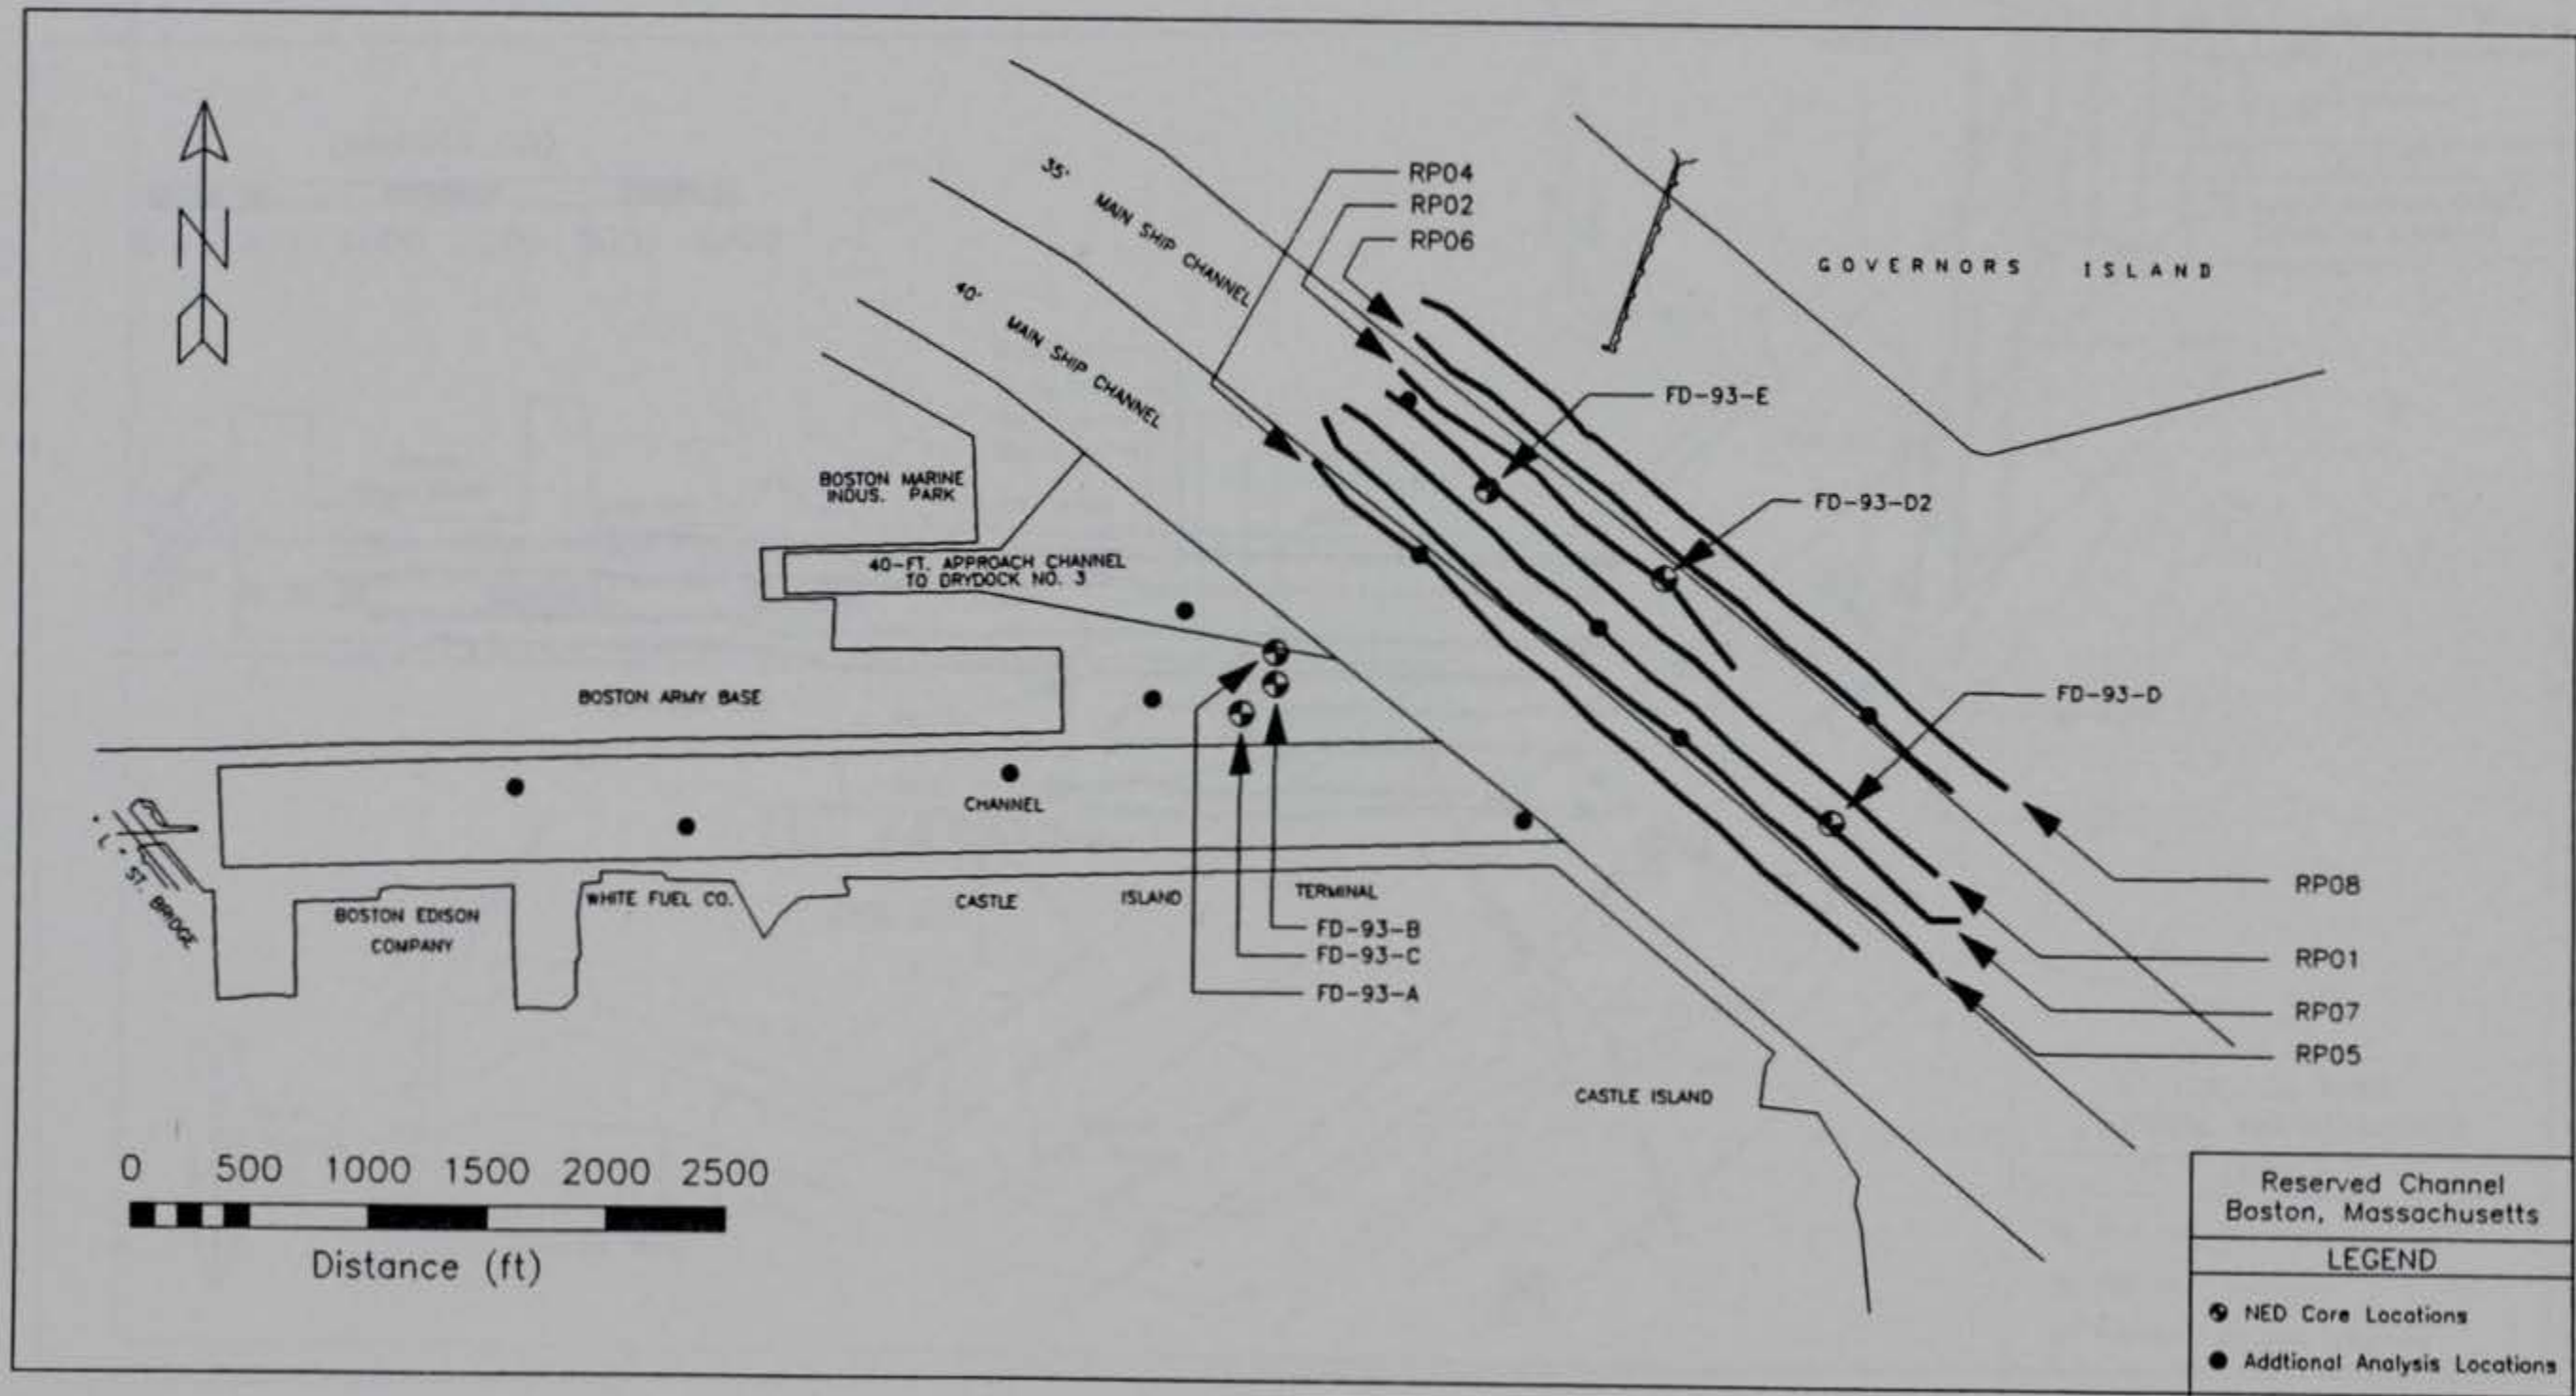 RP04
RP02
RP06
35' MAIN SHIP CHANNEL
40' MAIN SHIP CHANNEL
N
GOVERNORS ISLAND
FD-93-E
FD-93-D2
FD-93-D
BOSTON MARINE
INDUS. PARK
40-FT. APPROACH CHANNEL
TO DRYDOCK NO. 3
BOSTON ARMY BASE
CHANNEL
"L" ST. BRIDGE
BOSTON EDISON
COMPANY
WHITE FUEL CO.
CASTLE ISLAND TERMINAL
FD-93-B
FD-93-C
FD-93-A
RP08
RP01
RP07
RP05
CASTLE ISLAND
0 500 1000 1500 2000 2500
Distance (ft)
Reserved Channel
Boston, Massachusetts
LEGEND
NED Core Locations
Addtional Analysis Locations